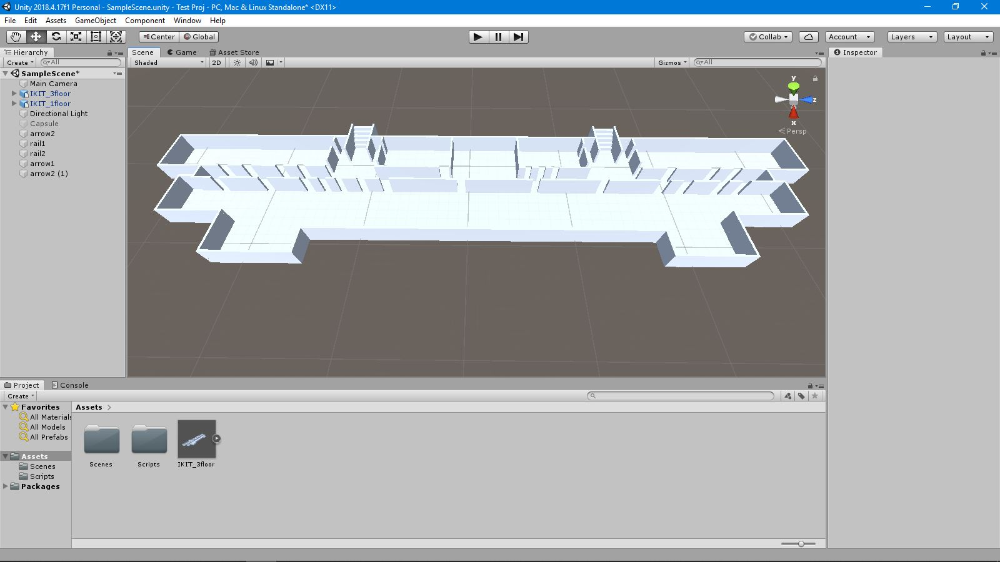 Unity 2018.4.17f1 Personal - SampleScene.unity - Test Proj - PC, Mac & Linux Standalone* <DX11>
File Edit Assets GameObject Component Window Help
Center Global Collab Account Layers Layout
Hierarchy Scene Game Asset Store Inspector
Create All Shaded 2D Gizmos All
SampleScene*
Main Camera
IKIT_3floor
IKIT_1floor
Directional Light
Capsule
arrow2
rail1
rail2
arrow1
arrow2 (1)
y
z
x
Persp
Project Console
Create
Favorites
All Materials
All Models
All Prefabs
Assets
Scenes
Scripts
Packages
Assets
Scenes Scripts IKIT_3floor